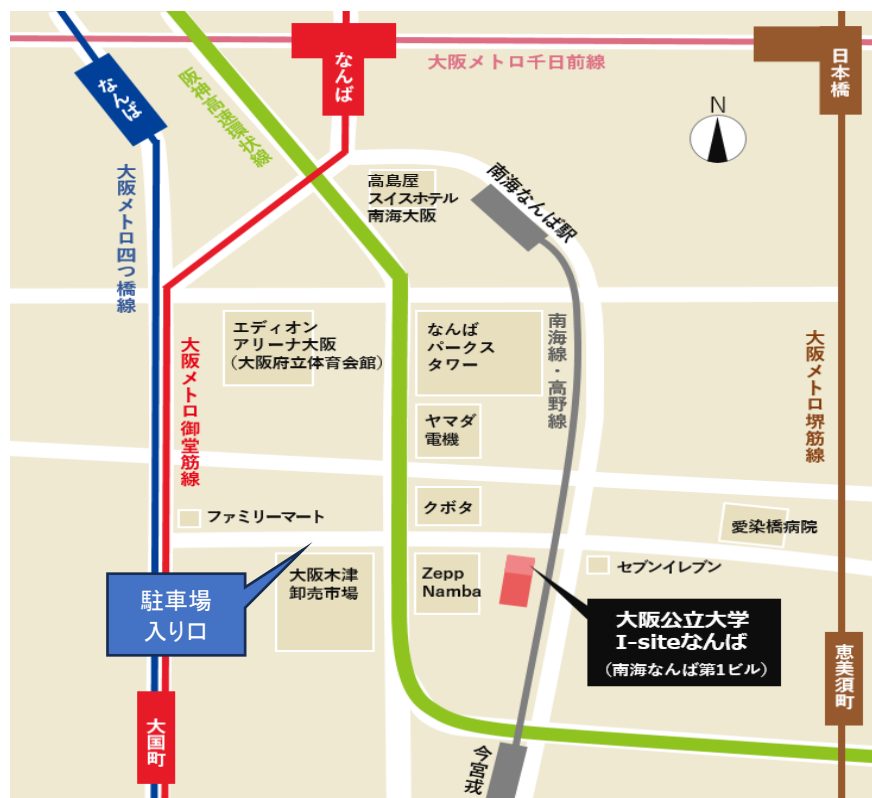 なんば
大阪メトロ千日前線
日本橋
なんば
阪神高速環状線
N
大阪メトロ四つ橋線
高島屋
スイスホテル
南海大阪
南海なんば駅
エディオン
アリーナ大阪
(大阪府立体育会館)
なんば
パークス
タワー
南海線・高野線
大阪メトロ御堂筋線
大阪メトロ堺筋線
ヤマダ
電機
クボタ
ファミリーマート
愛染橋病院
大阪木津
卸売市場
Zepp
Namba
セブンイレブン
駐車場
入り口
大阪公立大学
I-siteなんば
(南海なんば第1ビル)
恵美須町
大国町
今宮戎